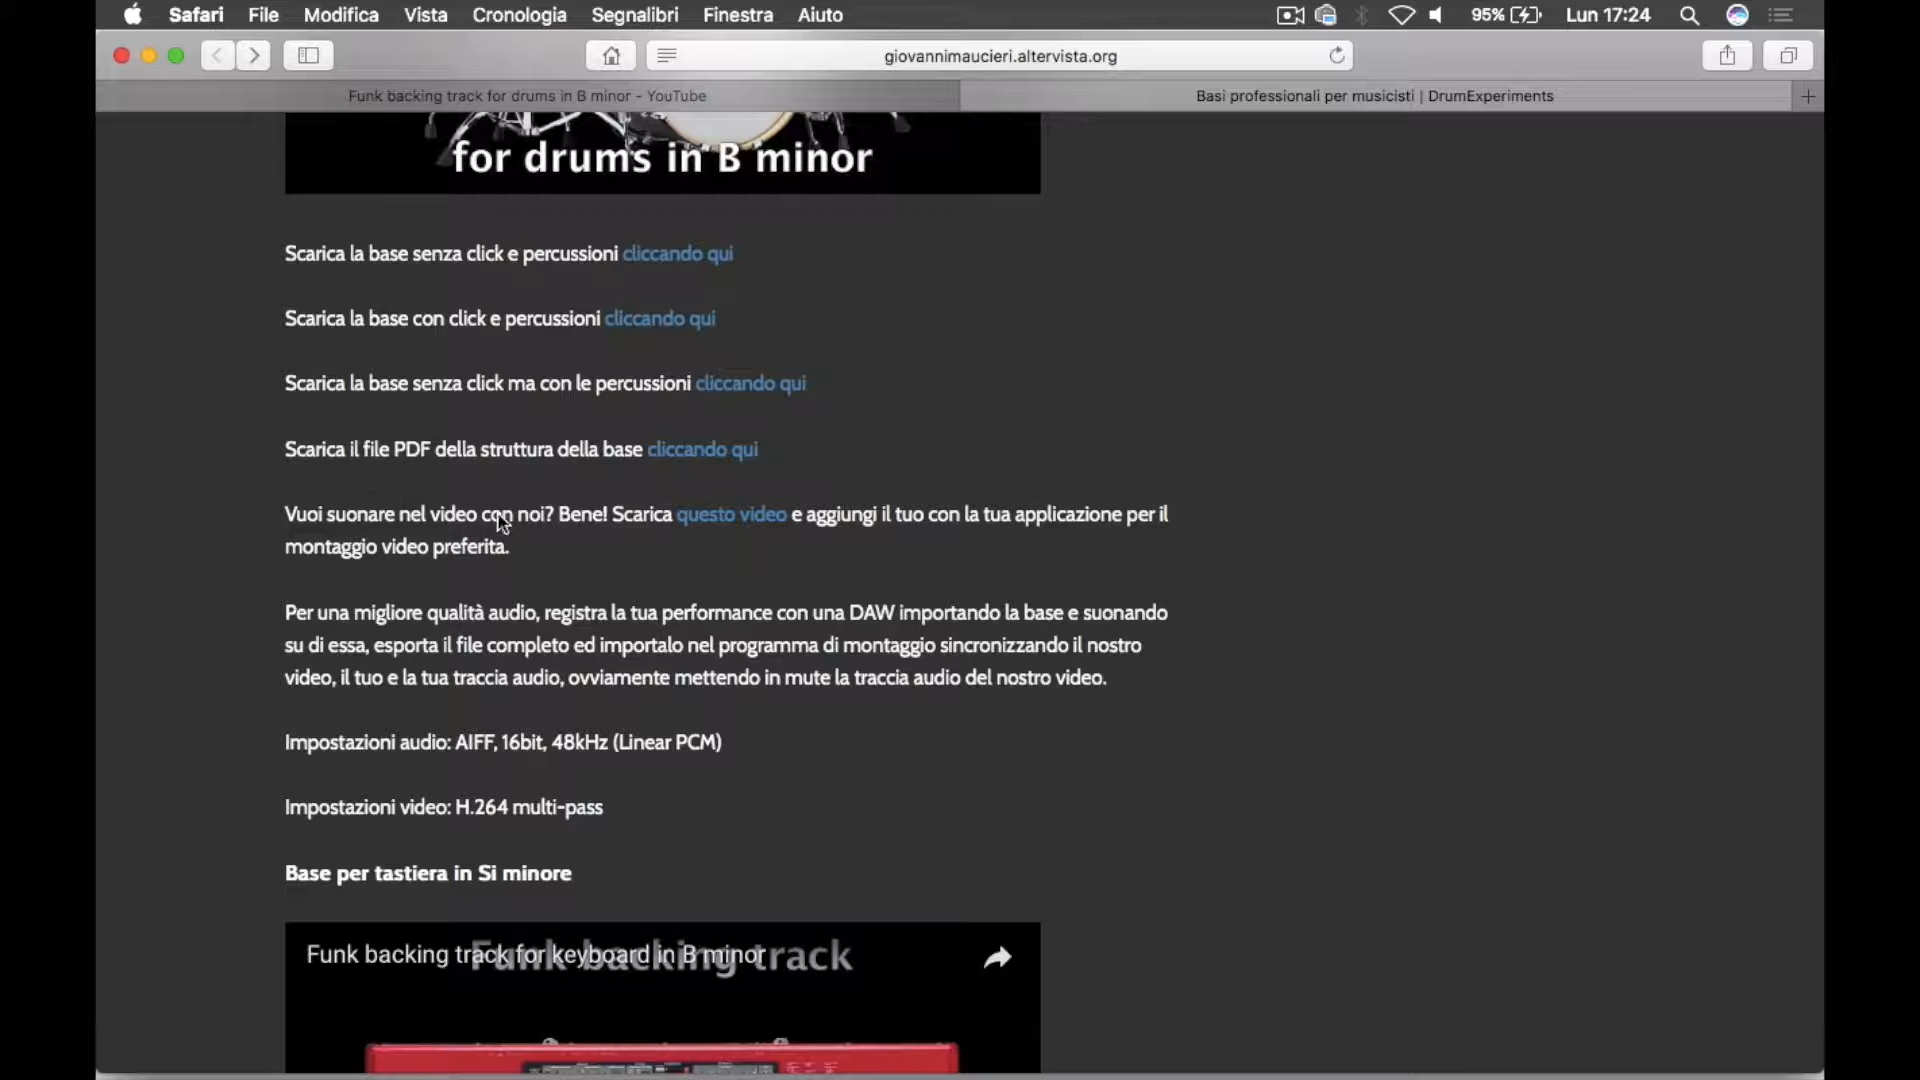 Safari File Modifica Vista Cronologia Segnalibri Finestra Aiuto 95% Lun 17:24
giovannimaucieri.altervista.org
Funk backing track for drums in B minor - YouTube
Basi professionali per musicisti | DrumExperiments
for drums in B minor
Scarica la base senza click e percussioni cliccando qui
Scarica la base con click e percussioni cliccando qui
Scarica la base senza click ma con le percussioni cliccando qui
Scarica il file PDF della struttura della base cliccando qui
Vuoi suonare nel video con noi? Bene! Scarica questo video e aggiungi il tuo con la tua applicazione per il
montaggio video preferita.
Per una migliore qualità audio, registra la tua performance con una DAW importando la base e suonando
su di essa, esporta il file completo ed importalo nel programma di montaggio sincronizzando il nostro
video, il tuo e la tua traccia audio, ovviamente mettendo in mute la traccia audio del nostro video.
Impostazioni audio: AIFF, 16bit, 48kHz (Linear PCM)
Impostazioni video: H.264 multi-pass
Base per tastiera in Si minore
Funk backing track for keyboard in B minor
Funk backing track